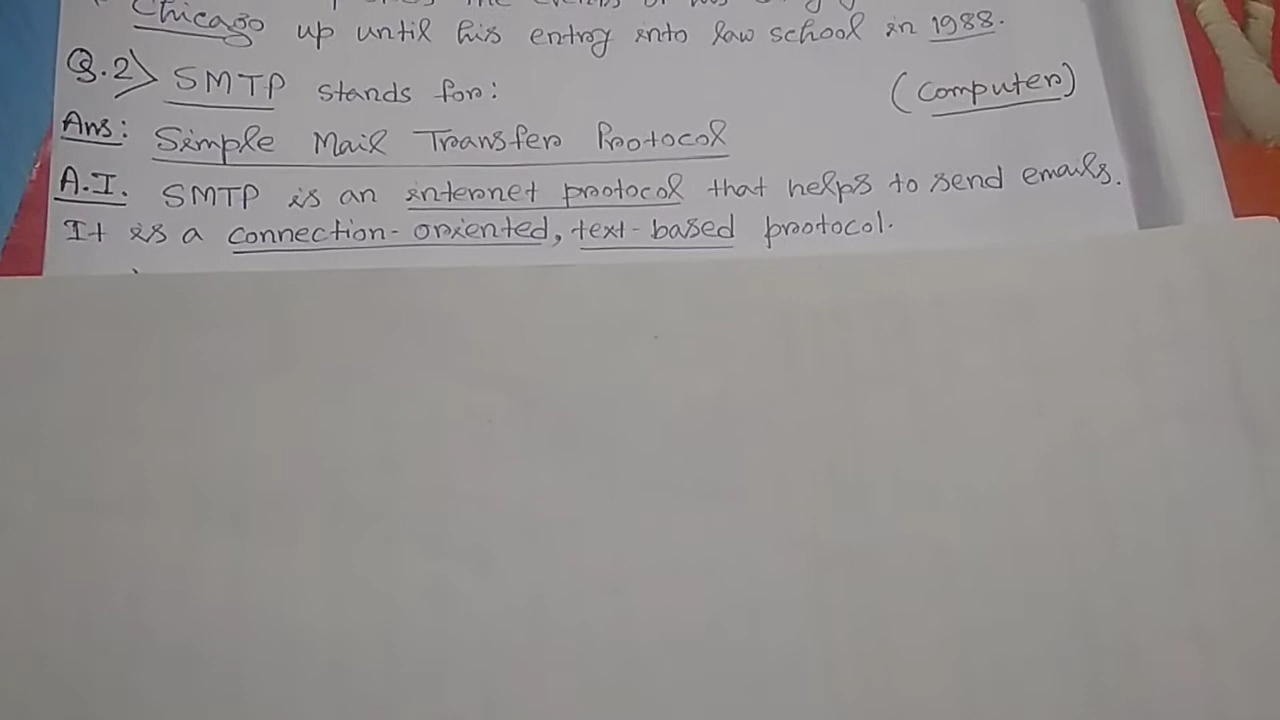 Chicago up until his entry into law school in 1988.
Q.2> SMTP stands for: (Computer)
Ans: Simple Mail Transfer Protocol
A.I. SMTP is an internet protocol that helps to send emails.
It is a connection-oriented, text-based protocol.